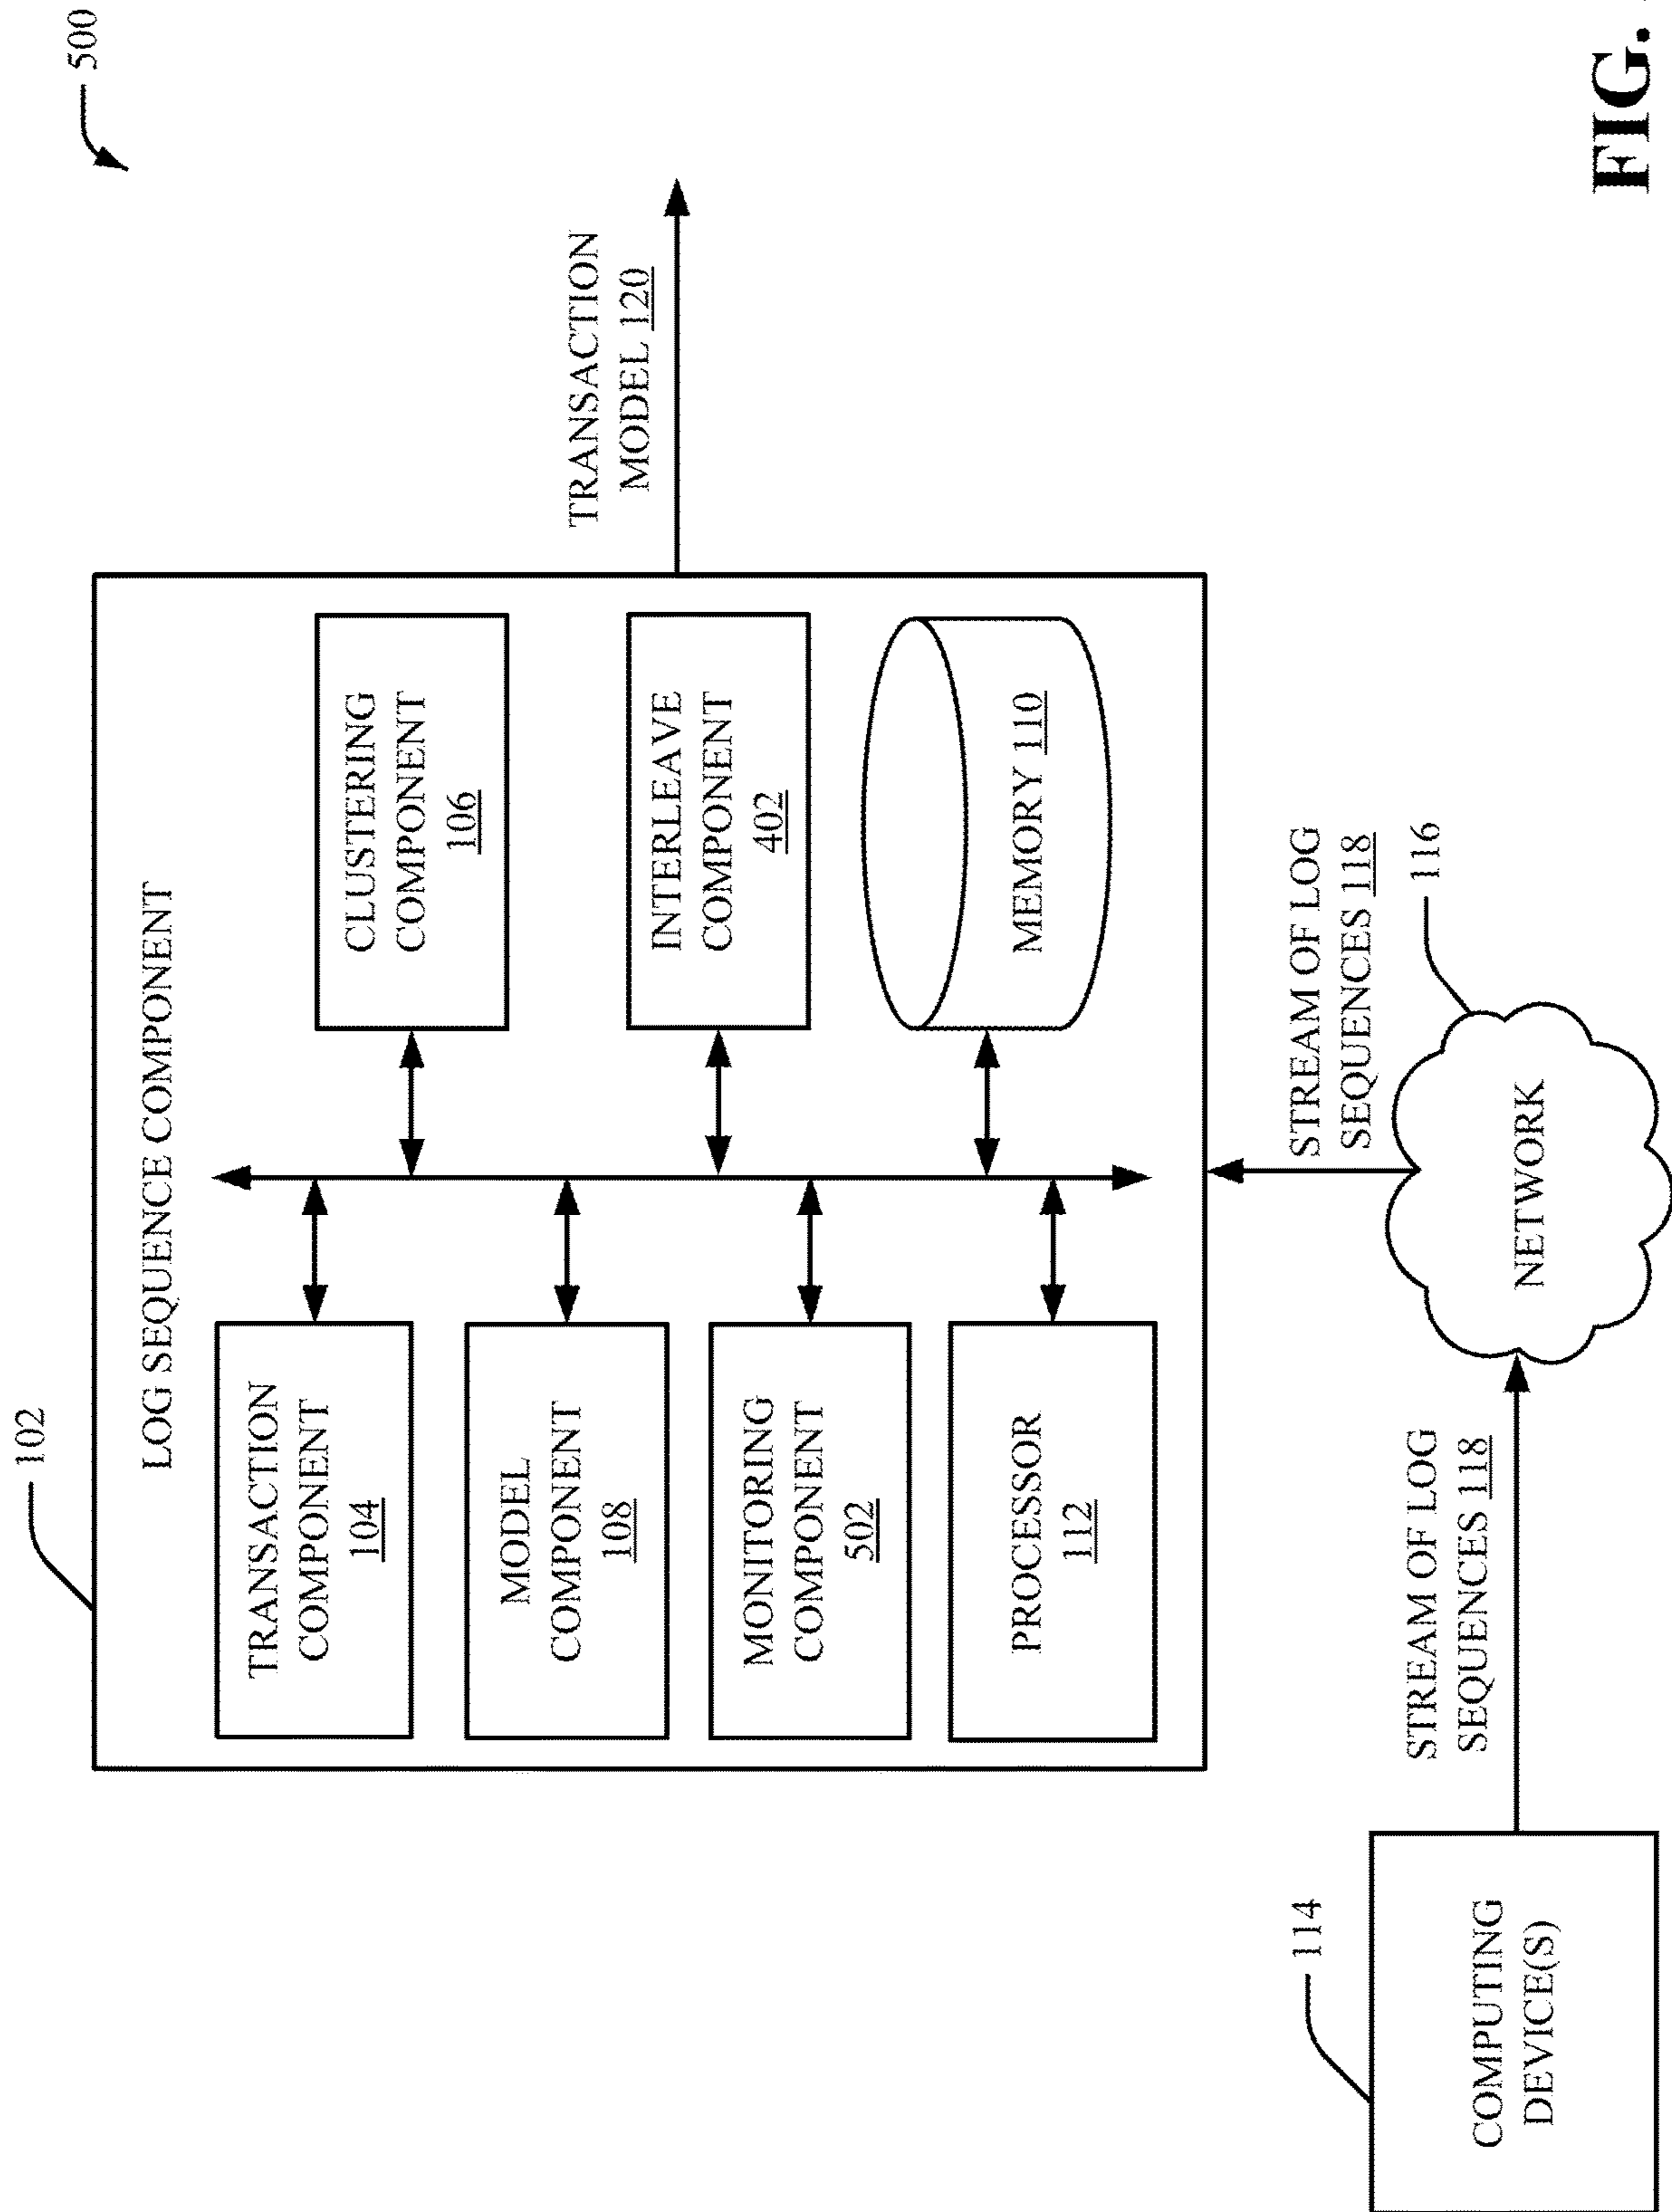 500
102
LOG SEQUENCE COMPONENT
TRANSACTION
COMPONENT
104
CLUSTERING
COMPONENT
106
MODEL
COMPONENT
108
INTERLEAVE
COMPONENT
402
MONITORING
COMPONENT
502
PROCESSOR
112
MEMORY 110
TRANSACTION
MODEL 120
114
COMPUTING
DEVICE(S)
STREAM OF LOG
SEQUENCES 118
STREAM OF LOG
SEQUENCES 118
116
NETWORK
FIG.